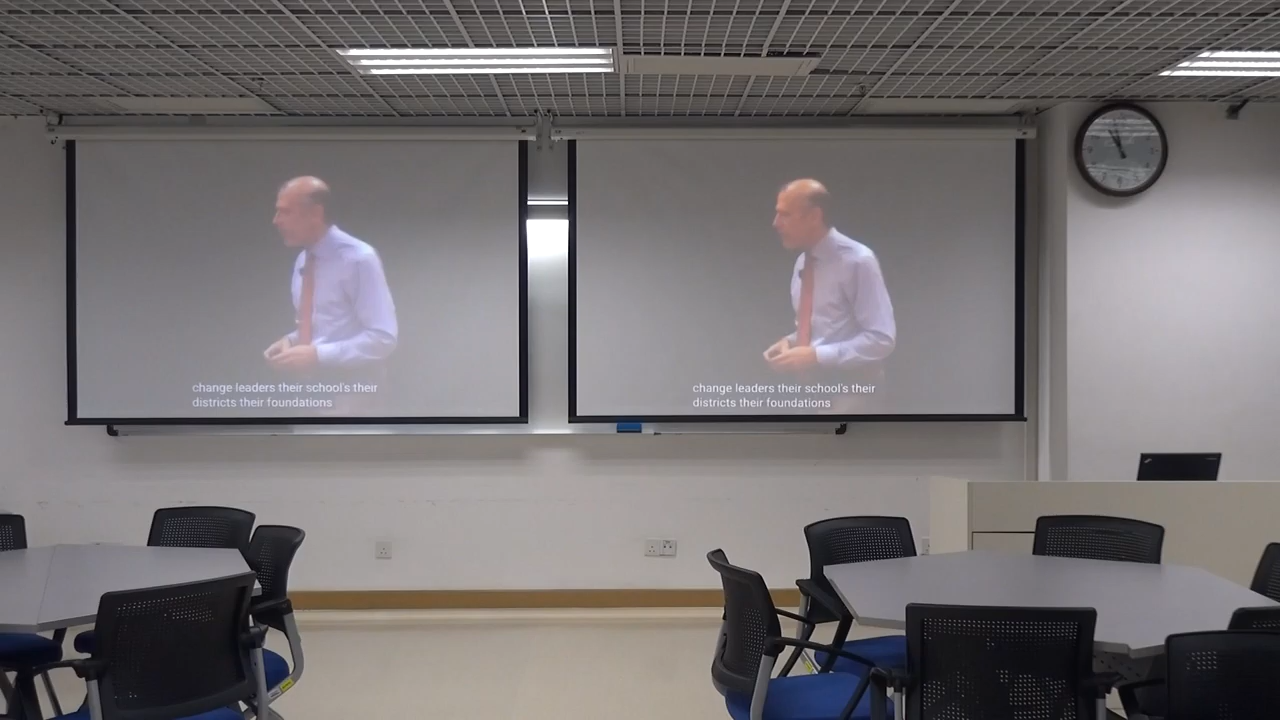 change leaders their school's their
districts their foundations
change leaders their school's their
districts their foundations